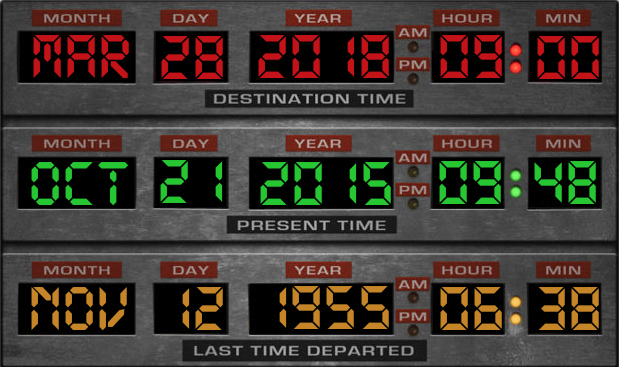 MONTH DAY YEAR AM PM HOUR MIN
MAR 28 2018 09:00
DESTINATION TIME
MONTH DAY YEAR AM PM HOUR MIN
OCT 21 2015 09:48
PRESENT TIME
MONTH DAY YEAR AM PM HOUR MIN
NOV 12 1955 06:38
LAST TIME DEPARTED